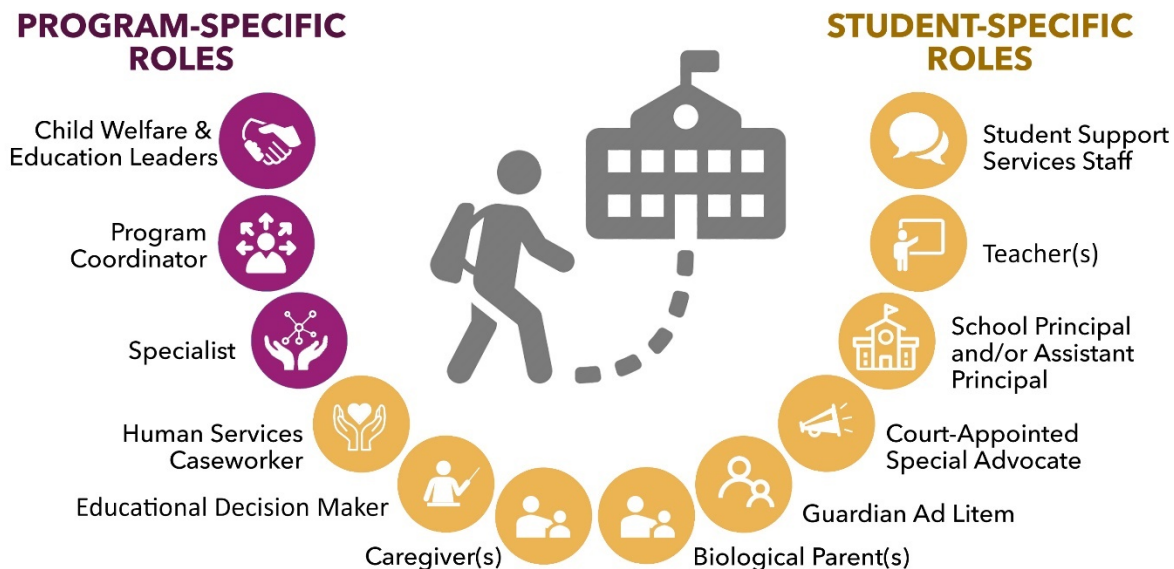 PROGRAM-SPECIFIC
ROLES
Child Welfare &
Education Leaders
Program
Coordinator
Specialist
Human Services
Caseworker
Educational Decision Maker
Caregiver(s)
Biological Parent(s)
Guardian Ad Litem
Court-Appointed
Special Advocate
School Principal
and/or Assistant
Principal
Teacher(s)
Student Support
Services Staff
STUDENT-SPECIFIC
ROLES